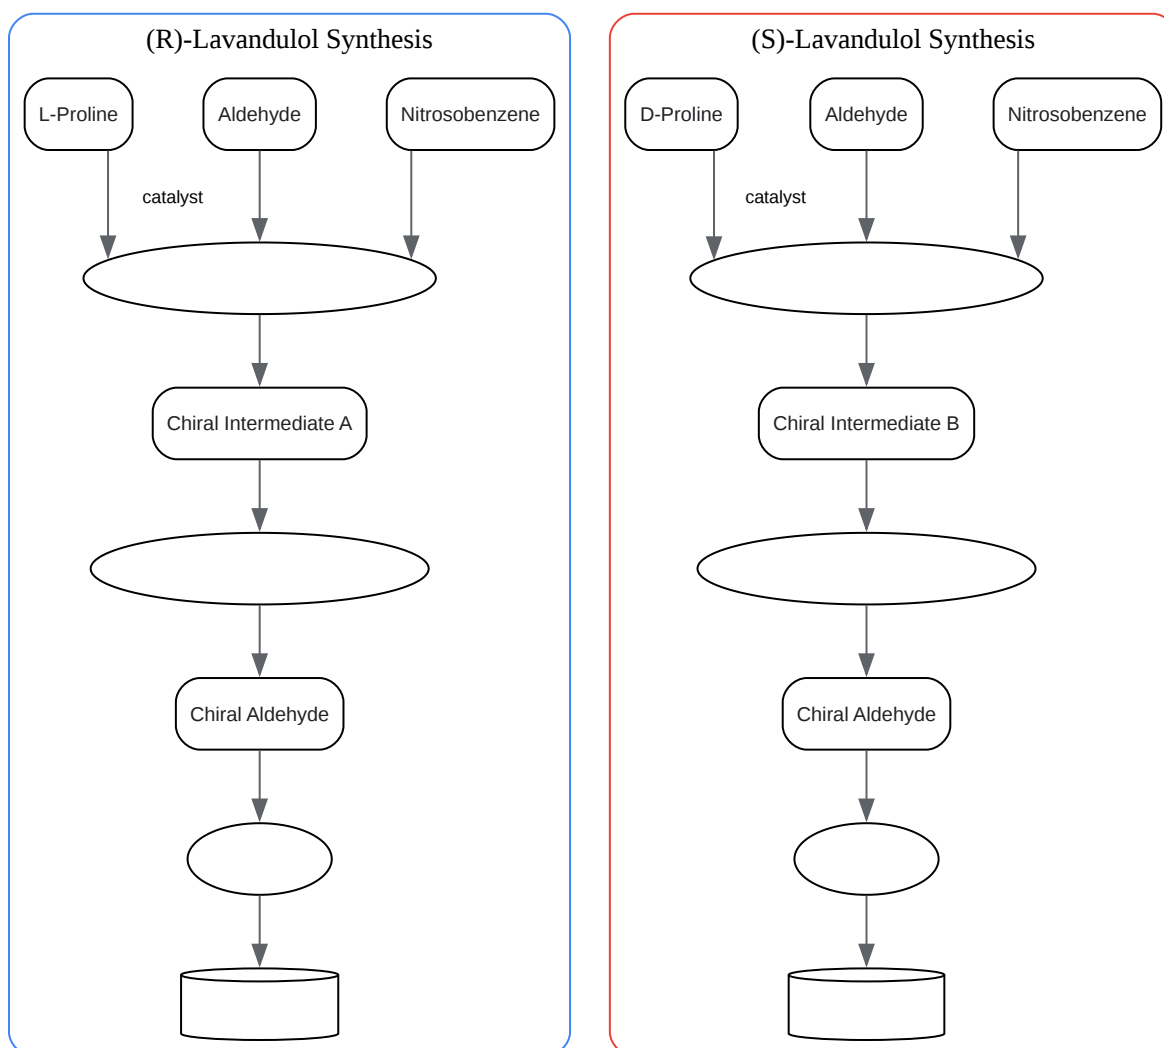 (R)-Lavandulol Synthesis
L-Proline
Aldehyde
Nitrosobenzene
catalyst
Chiral Intermediate A
Chiral Aldehyde
(S)-Lavandulol Synthesis
D-Proline
Aldehyde
Nitrosobenzene
catalyst
Chiral Intermediate B
Chiral Aldehyde